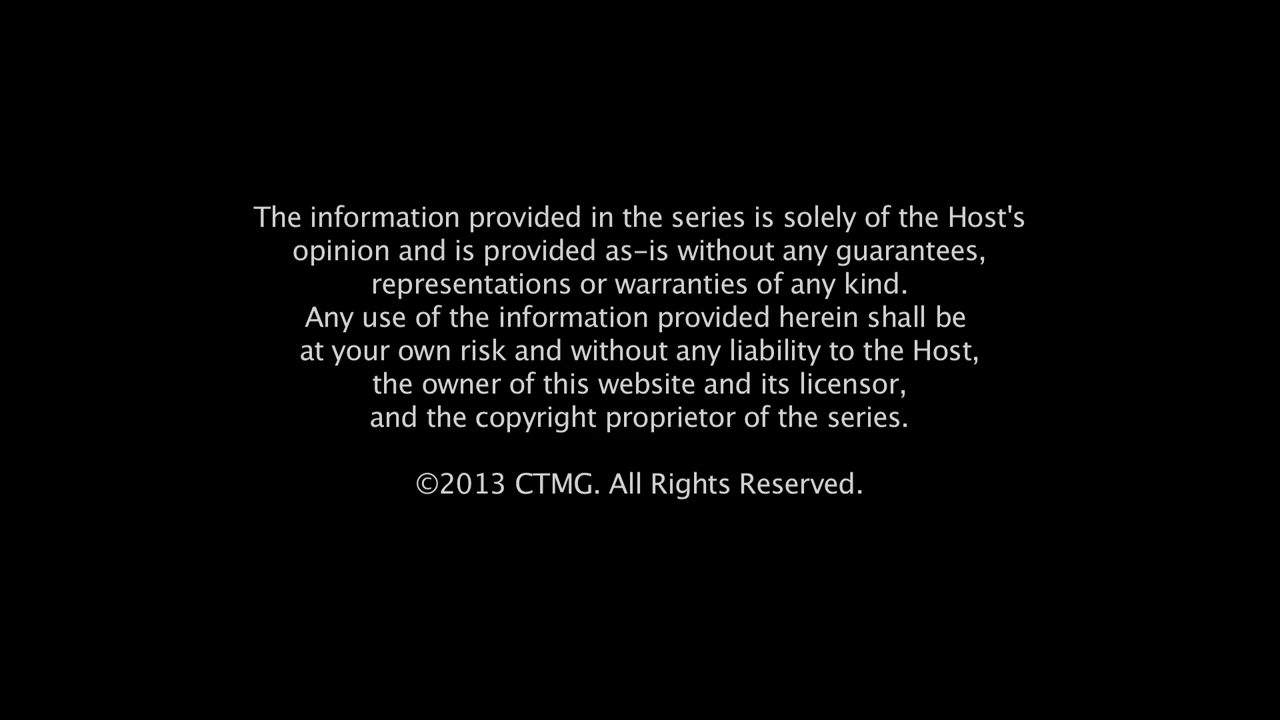 The information provided in the series is solely of the Host's
opinion and is provided as-is without any guarantees,
representations or warranties of any kind.
Any use of the information provided herein shall be
at your own risk and without any liability to the Host,
the owner of this website and its licensor,
and the copyright proprietor of the series.
©2013 CTMG. All Rights Reserved.